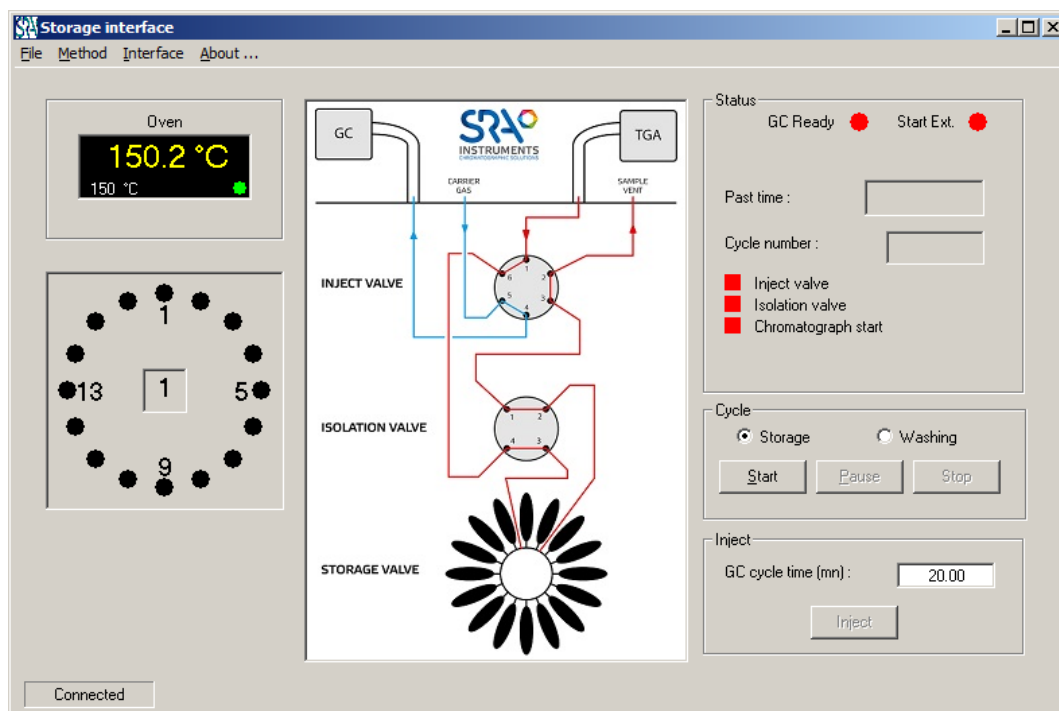 SRA Storage interface
File Method Interface About ...
Oven
150.2 °C
150 °C
1
13
1
5
9
GC
SRA
INSTRUMENTS
CHROMATOGRAPHIC SOLUTIONS
TGA
CARRIER
GAS
SAMPLE
VENT
INJECT VALVE
1
2
3
4
5
6
ISOLATION VALVE
1
2
3
4
STORAGE VALVE
Status
GC Ready
Start Ext.
Past time :
Cycle number :
Inject valve
Isolation valve
Chromatograph start
Cycle
Storage
Washing
Start
Pause
Stop
Inject
GC cycle time (mn) :
20.00
Inject
Connected